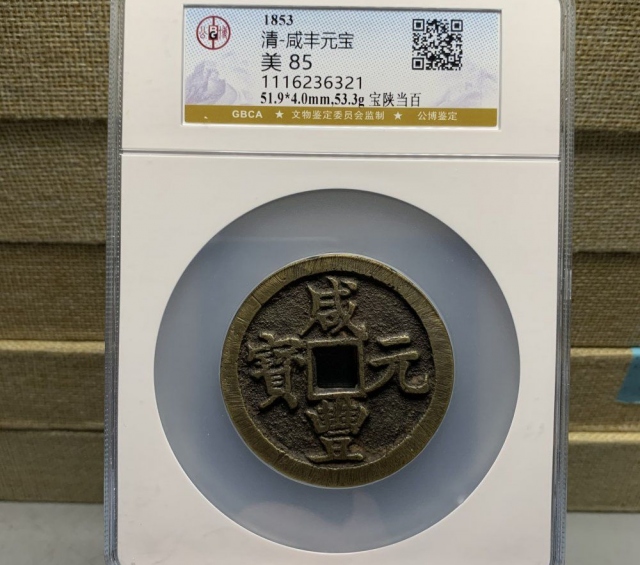 1853
清-咸丰元宝
美 85
1116236321
51.9*4.0mm,53.3g 宝陕当百
GBCA ★ 文物鉴定委员会监制 ★ 公博鉴定
咸
豐
元
寶